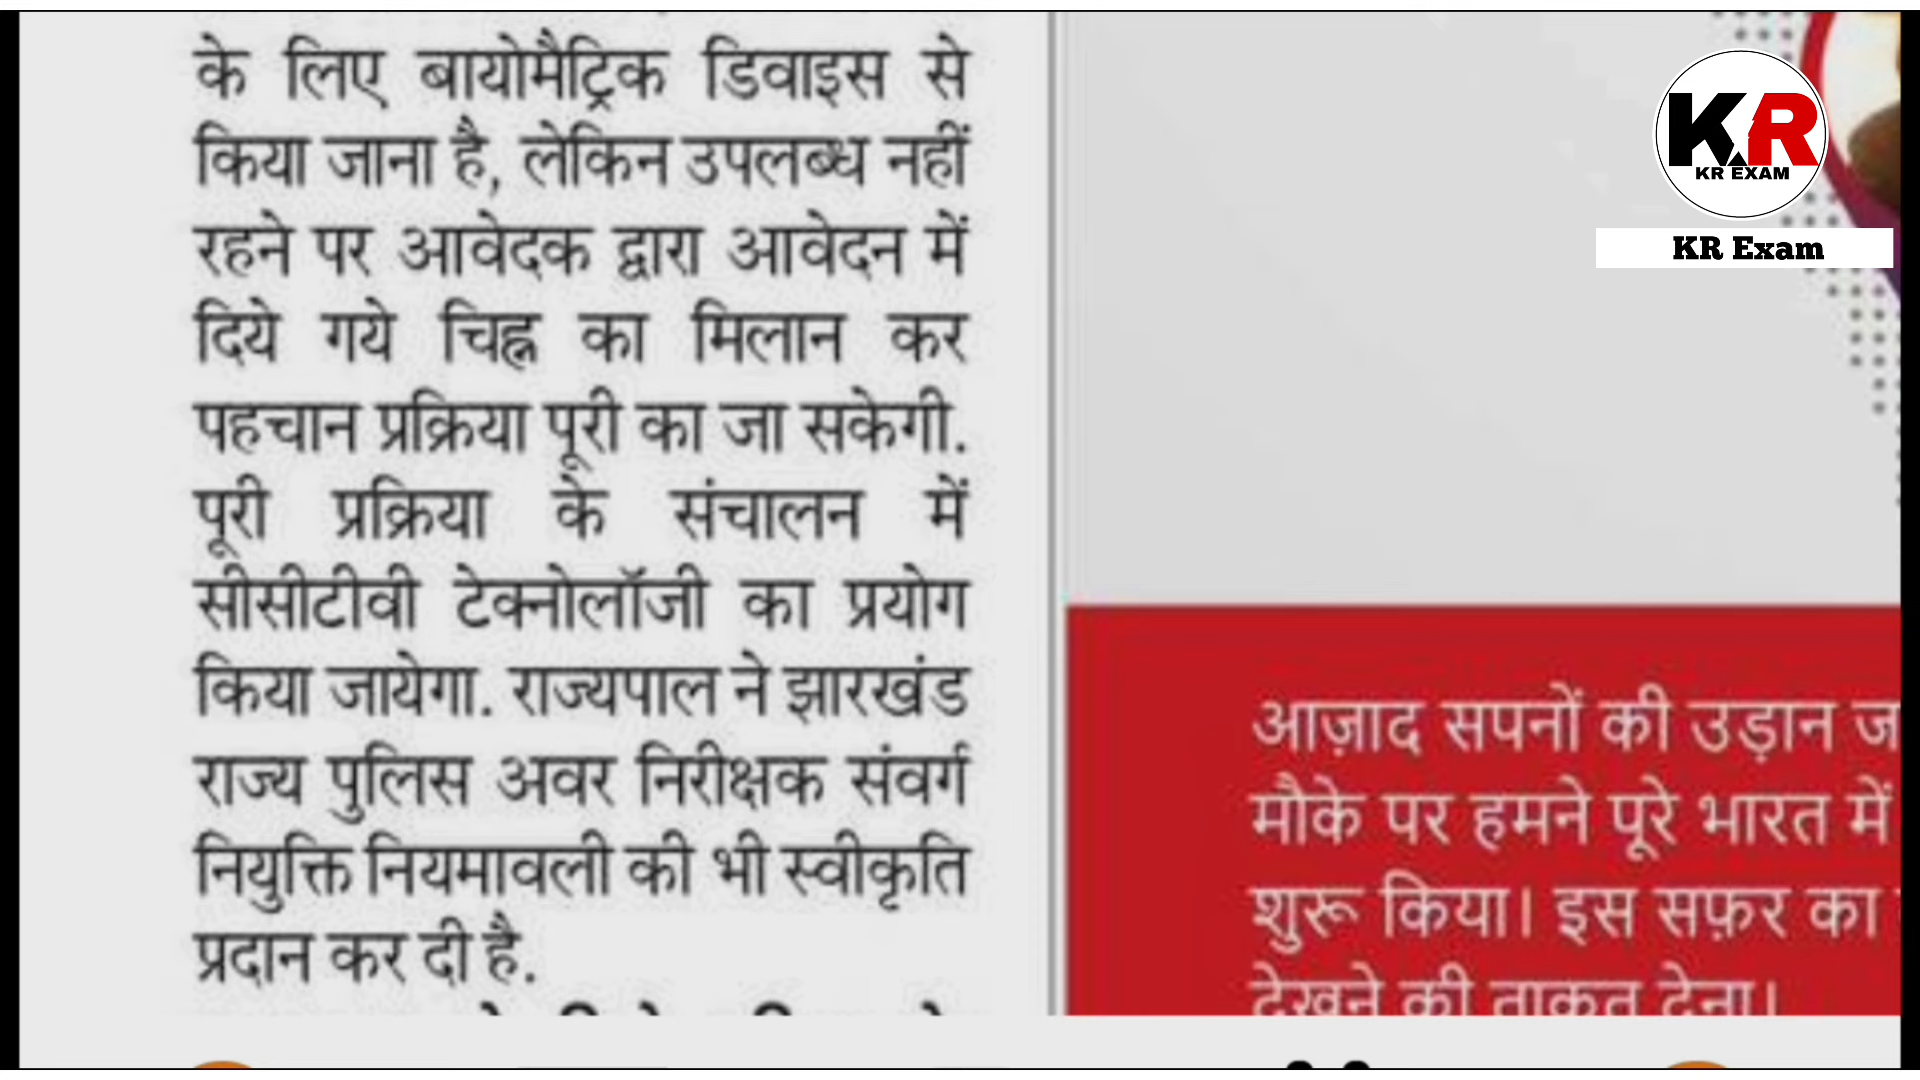 के लिए बायोमैट्रिक डिवाइस से
किया जाना है, लेकिन उपलब्ध नहीं
रहने पर आवेदक द्वारा आवेदन में
दिये गये चिह्न का मिलान कर
पहचान प्रक्रिया पूरी का जा सकेगी.
पूरी प्रक्रिया के संचालन में
सीसीटीवी टेक्नोलॉजी का प्रयोग
किया जायेगा. राज्यपाल ने झारखंड
राज्य पुलिस अवर निरीक्षक संवर्ग
नियुक्ति नियमावली की भी स्वीकृति
प्रदान कर दी है.
KR
KR EXAM
KR Exam
आज़ाद सपनों की उड़ान ज
मौके पर हमने पूरे भारत में
शुरू किया। इस सफ़र का
देखने की ताकत देना।